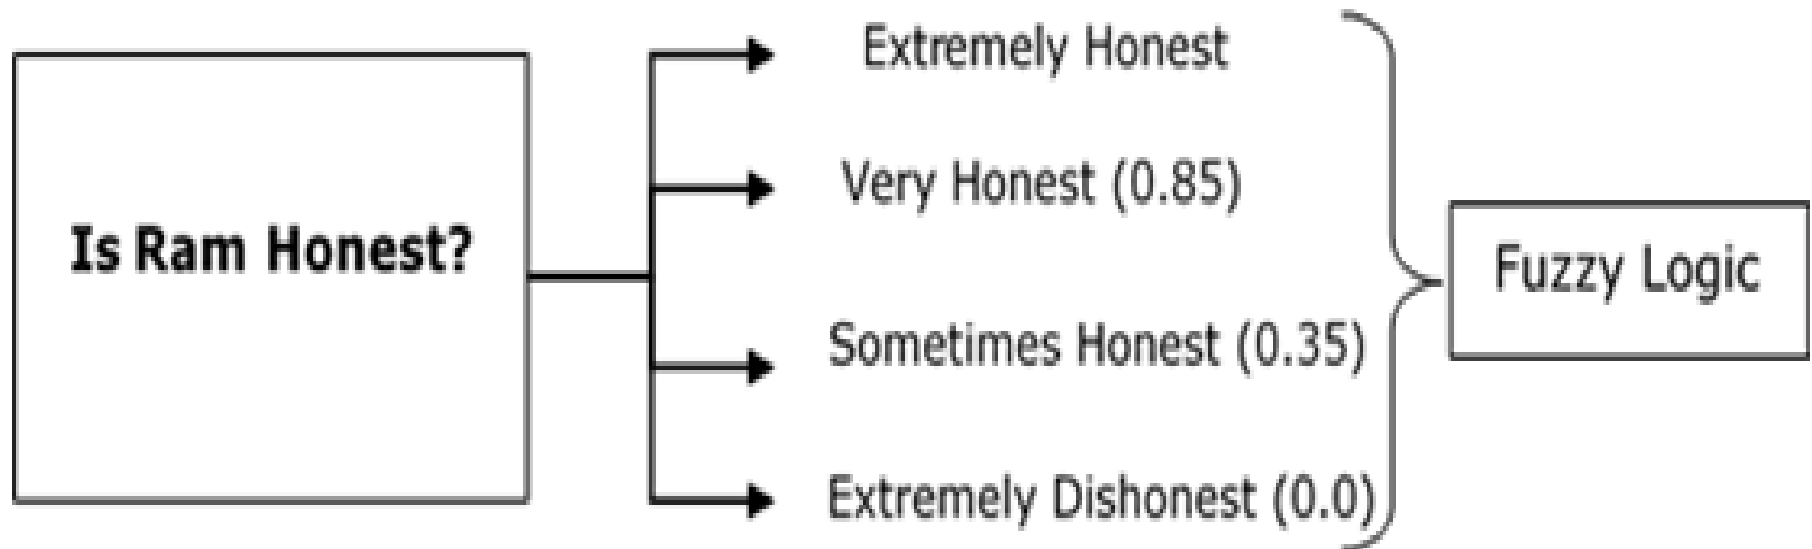 Is Ram Honest?
Extremely Honest
Very Honest (0.85)
Sometimes Honest (0.35)
Extremely Dishonest (0.0)
Fuzzy Logic